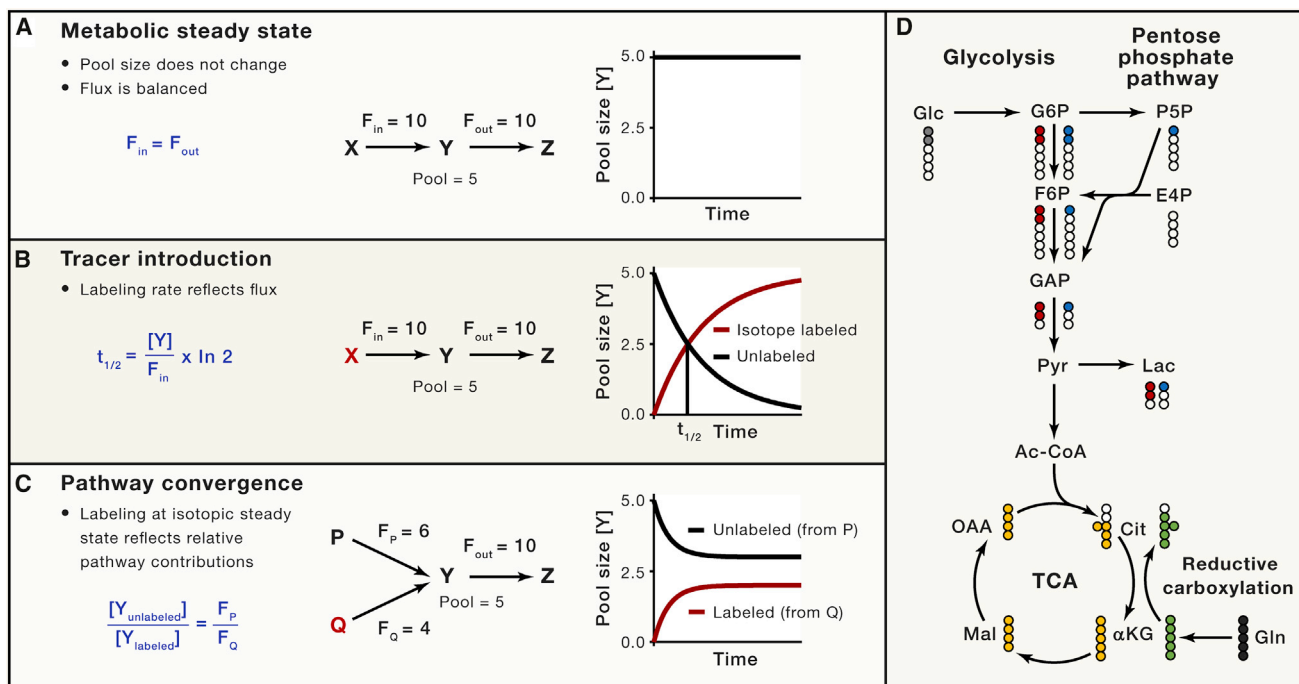 A Metabolic steady state
• Pool size does not change
• Flux is balanced
F_in = F_out
F_in = 10 F_out = 10
X Y Z
Pool = 5
Pool size [Y]
5.0
2.5
0.0
Time
B Tracer introduction
• Labeling rate reflects flux
t_1/2 = [Y] / F_in x ln 2
F_in = 10 F_out = 10
X Y Z
Pool = 5
Pool size [Y]
5.0
2.5
0.0
Isotope labeled
Unlabeled
t_1/2 Time
C Pathway convergence
• Labeling at isotopic steady
state reflects relative
pathway contributions
[Y_unlabeled] / [Y_labeled] = F_P / F_Q
P F_P = 6
F_out = 10
Y Z
Pool = 5
Q F_Q = 4
Pool size [Y]
5.0
2.5
0
Unlabeled (from P)
Labeled (from Q)
Time
D
Glycolysis
Pentose
phosphate
pathway
Glc G6P P5P
F6P E4P
GAP
Pyr Lac
Ac-CoA
OAA Cit
TCA
Reductive
carboxylation
Mal αKG Gln